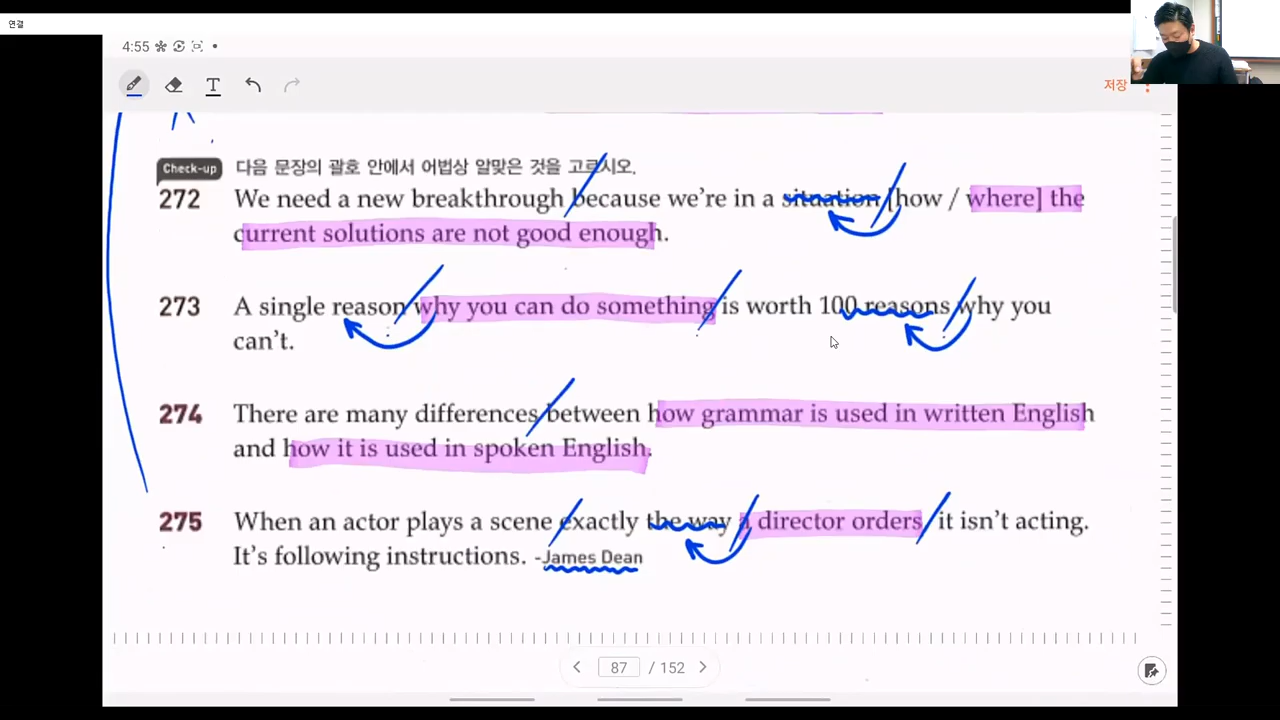 연결
4:55
T
저장
Check-up 다음 문장의 괄호 안에서 어법상 알맞은 것을 고르시오.
272 We need a new breakthrough because we're in a situation [how / where] the
current solutions are not good enough.
273 A single reason why you can do something is worth 100 reasons why you
can't.
274 There are many differences between how grammar is used in written English
and how it is used in spoken English.
275 When an actor plays a scene exactly the way a director orders, it isn't acting.
It's following instructions. -James Dean
87 / 152